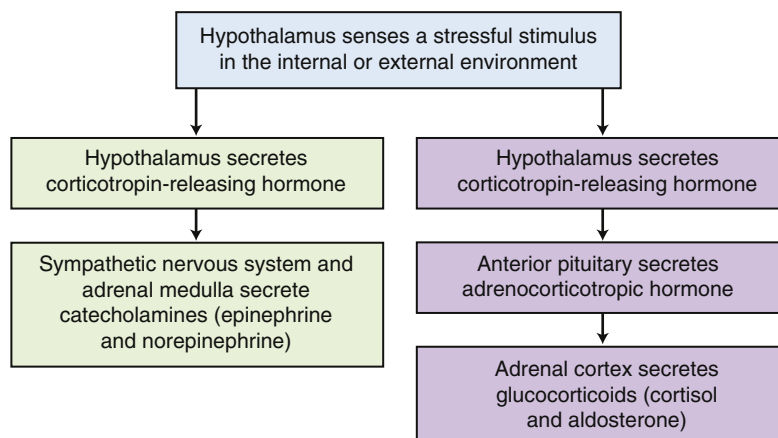 Hypothalamus senses a stressful stimulus
in the internal or external environment
Hypothalamus secretes
corticotropin-releasing hormone
Sympathetic nervous system and
adrenal medulla secrete
catecholamines (epinephrine
and norepinephrine)
Hypothalamus secretes
corticotropin-releasing hormone
Anterior pituitary secretes
adrenocorticotropic hormone
Adrenal cortex secretes
glucocorticoids (cortisol
and aldosterone)